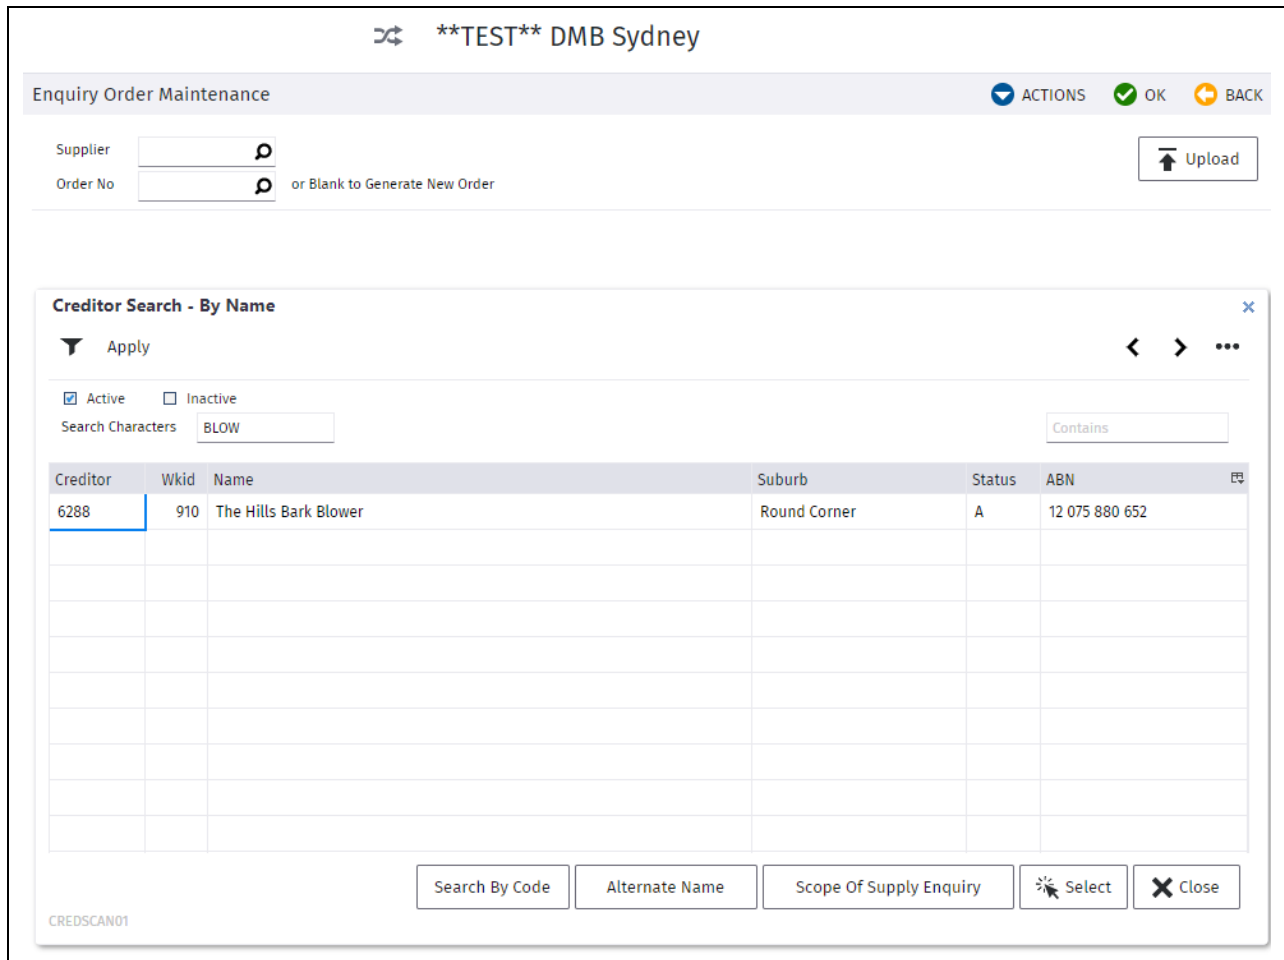 **TEST** DMB Sydney
Enquiry Order Maintenance ACTIONS OK BACK
Supplier Upload
Order No or Blank to Generate New Order
Creditor Search - By Name
Apply
Active Inactive
Search Characters BLOW Contains
Creditor Wkid Name Suburb Status ABN
6288 910 The Hills Bark Blower Round Corner A 12 075 880 652
Search By Code Alternate Name Scope Of Supply Enquiry Select Close
CREDSCAN01